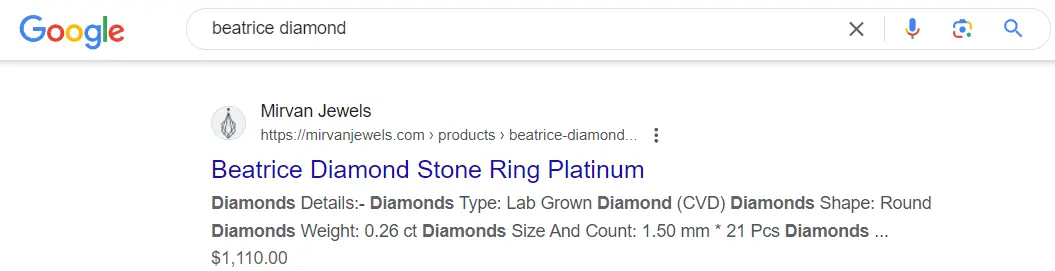 Google
beatrice diamond
Mirvan Jewels
https://mirvanjewels.com › products › beatrice-diamond...
Beatrice Diamond Stone Ring Platinum
Diamonds Details:- Diamonds Type: Lab Grown Diamond (CVD) Diamonds Shape: Round
Diamonds Weight: 0.26 ct Diamonds Size And Count: 1.50 mm * 21 Pcs Diamonds ...
$1,110.00